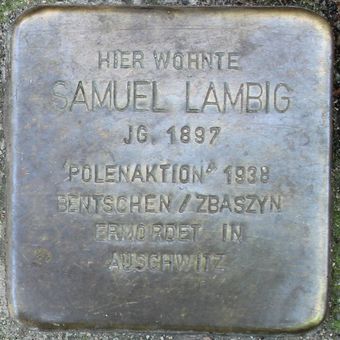 HIER WOHNTE
SAMUEL LAMBIG
JG. 1897
"POLENAKTION" 1938
BENTSCHEN / ZBASZYN
ERMORDET IN
AUSCHWITZ